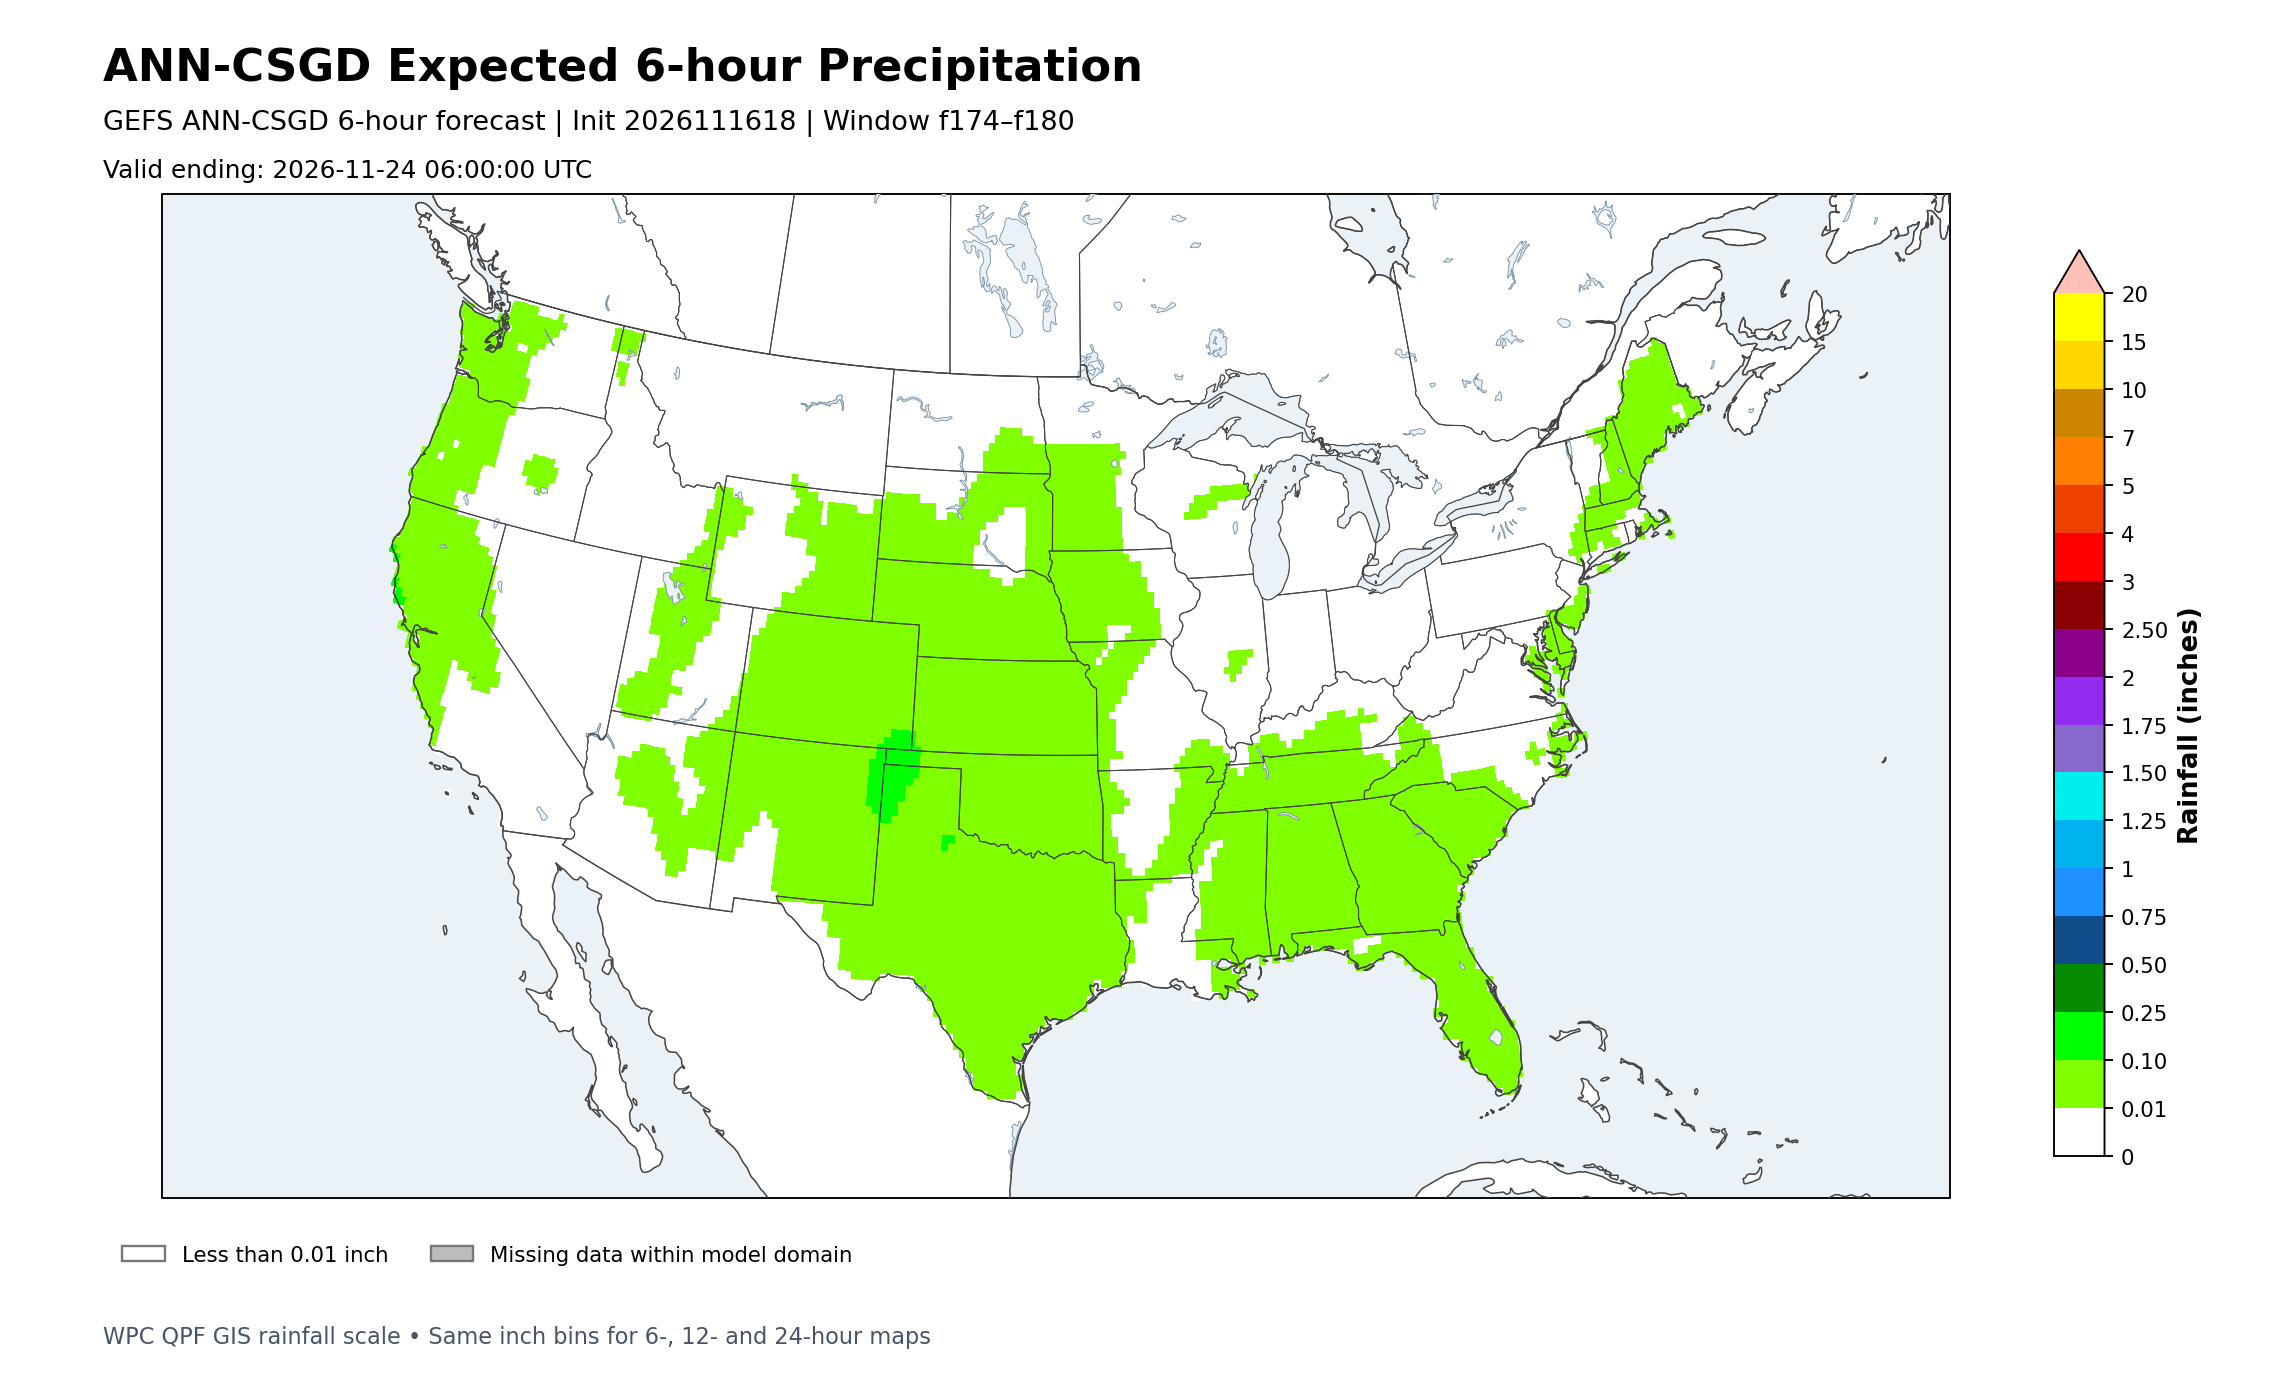 ANN-CSGD Expected 6-hour Precipitation
GEFS ANN-CSGD 6-hour forecast | Init 2026111618 | Window f174–f180
Valid ending: 2026-11-24 06:00:00 UTC
20
15
10
7
5
4
3
2.50
2
1.75
1.50
1.25
1
0.75
0.50
0.25
0.10
0.01
0
Rainfall (inches)
Less than 0.01 inch
Missing data within model domain
WPC QPF GIS rainfall scale • Same inch bins for 6-, 12- and 24-hour maps